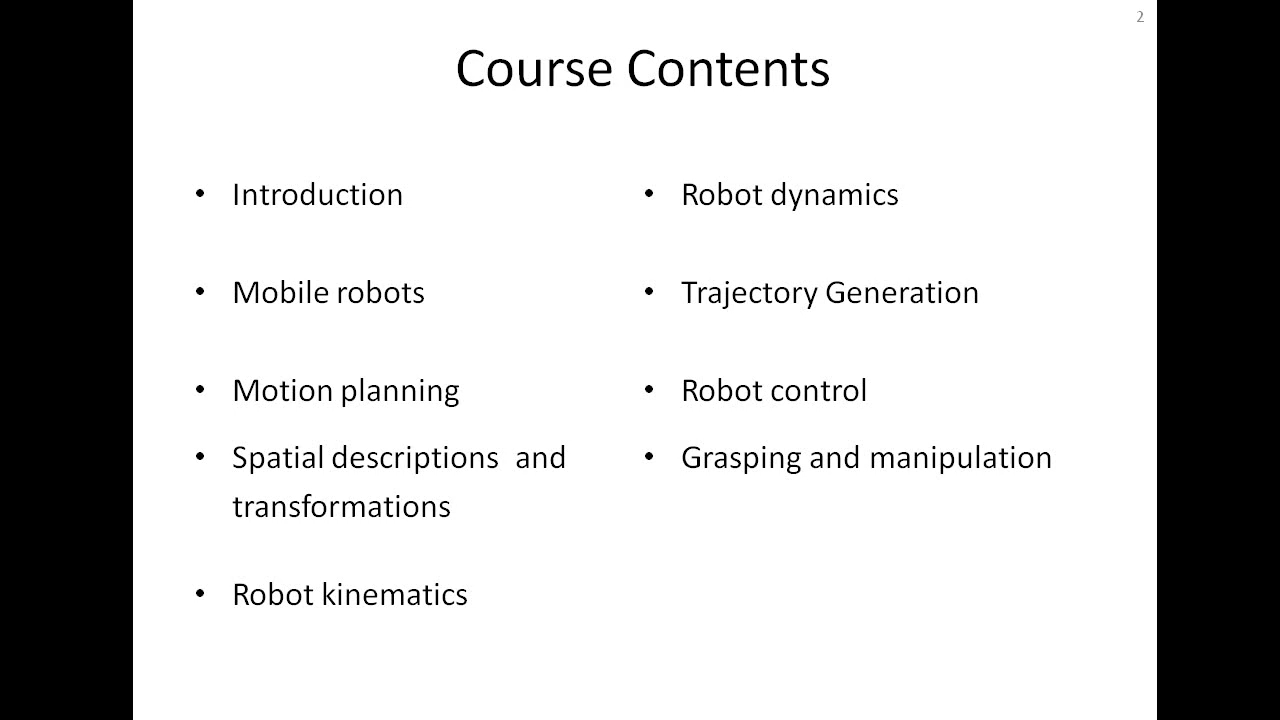 2
Course Contents
• Introduction
• Mobile robots
• Motion planning
• Spatial descriptions  and
transformations
• Robot kinematics
• Robot dynamics
• Trajectory Generation
• Robot control
• Grasping and manipulation